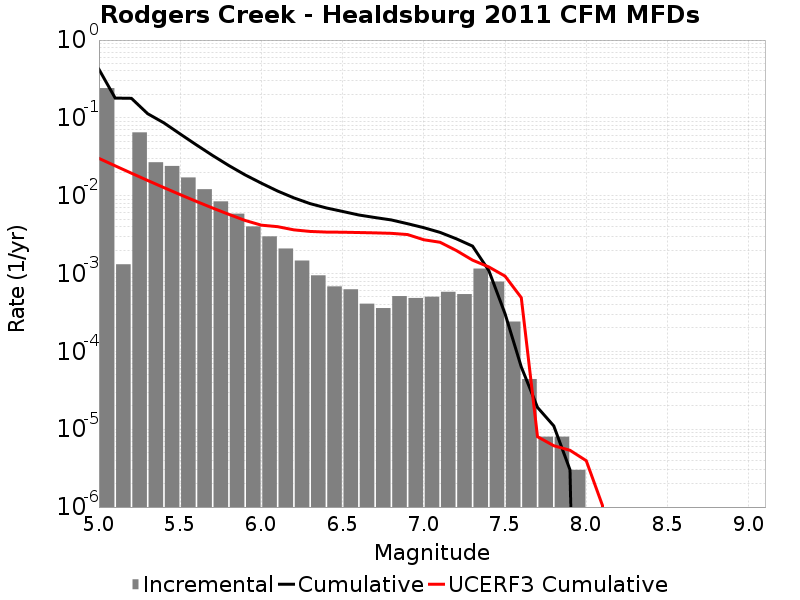 Rodgers Creek - Healdsburg 2011 CFM MFDs
10^0
10^-1
10^-2
10^-3
10^-4
10^-5
10^-6
Rate (1/yr)
5.0 5.5 6.0 6.5 7.0 7.5 8.0 8.5 9.0
Magnitude
Incremental Cumulative UCERF3 Cumulative